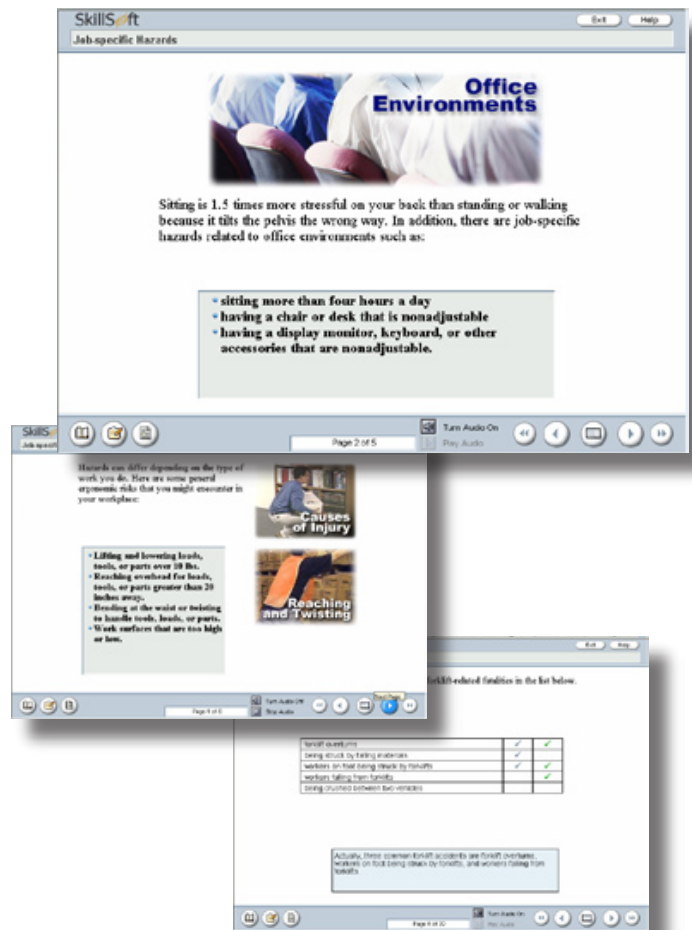 SkillSoft
Exit Help
Job-specific Hazards
Office
Environments
Sitting is 1.5 times more stressful on your back than standing or walking
because it tilts the pelvis the wrong way. In addition, there are job-specific
hazards related to office environments such as:
sitting more than four hours a day
having a chair or desk that is nonadjustable
having a display monitor, keyboard, or other
accessories that are nonadjustable.
Page 2 of 5
Turn Audio On
Play Audio
SkillS
Job-specif
Hazards can differ depending on the type of
work you do. Here are some general
ergonomic risks that you might encounter in
your workplace:
Causes
of Injury
Lifting and lowering loads,
tools, or parts over 10 lbs.
Reaching overhead for loads,
tools, or parts greater than 20
inches away.
Bending at the waist or twisting
to handle tools, loads, or parts.
Work surfaces that are too high
or low.
Reaching
and Twisting
Turn Audio Off
Stop Audio
Exit Help
forklift-related fatalities in the list below.
forklift overturns
being struck by falling materials
workers on foot being struck by forklifts
workers falling from forklifts
being crushed between two vehicles
Actually, three common forklift accidents are forklift overturns,
workers on foot being struck by forklifts, and workers falling from
forklifts.
Turn Audio On
Play Audio